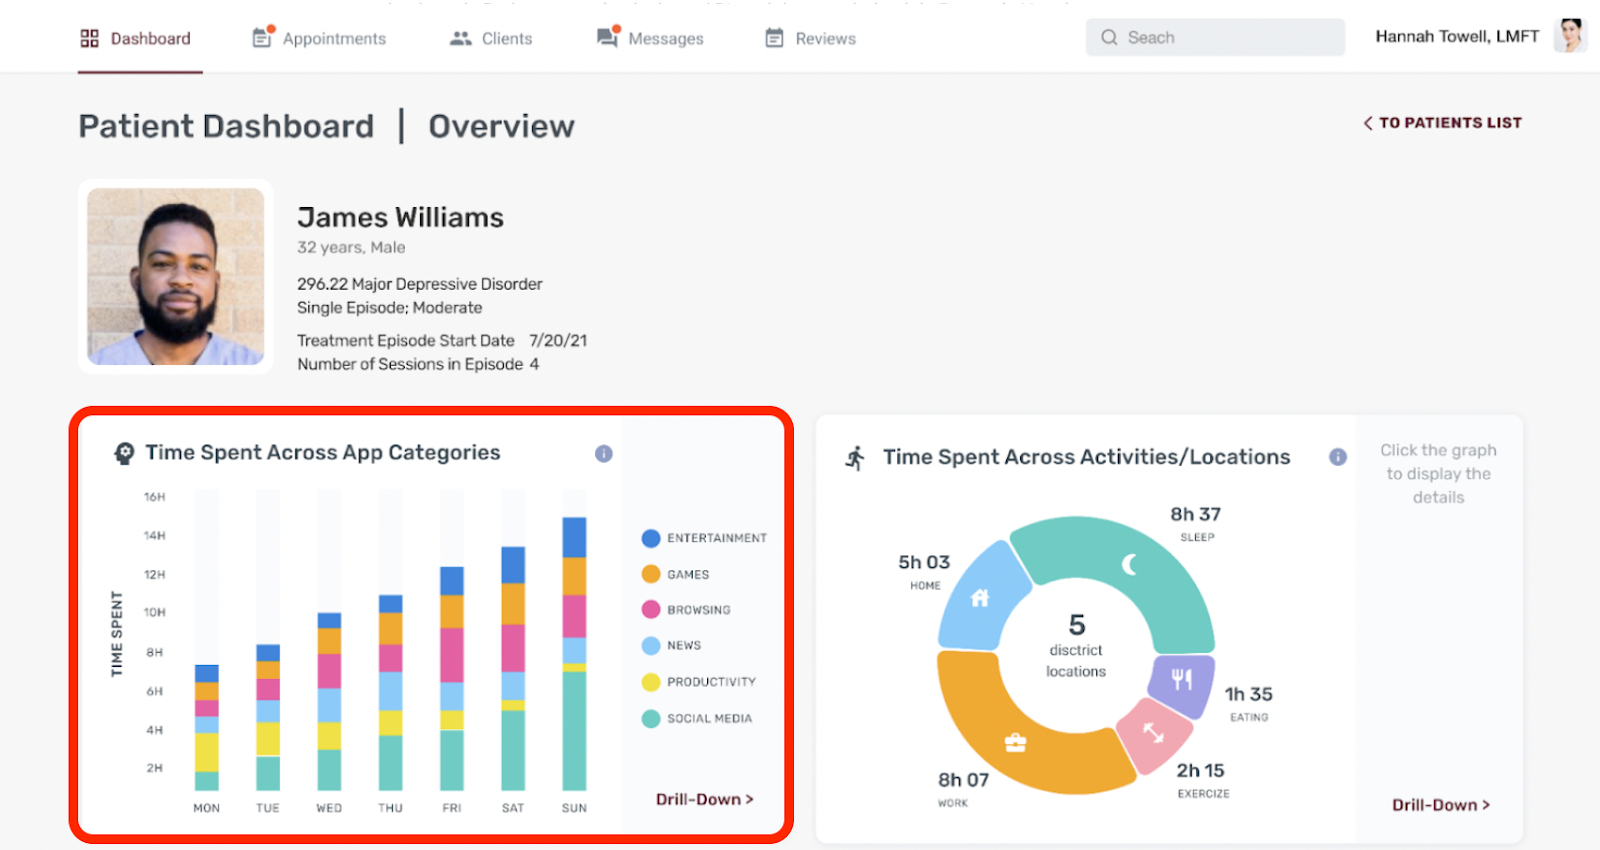 Dashboard
Appointments
Clients
Messages
Reviews
Seach
Hannah Towell, LMFT
Patient Dashboard | Overview
< TO PATIENTS LIST
James Williams
32 years, Male
296.22 Major Depressive Disorder
Single Episode; Moderate
Treatment Episode Start Date 7/20/21
Number of Sessions in Episode 4
Time Spent Across App Categories
i
TIME SPENT
16H
14H
12H
10H
8H
6H
4H
2H
MON TUE WED THU FRI SAT SUN
ENTERTAINMENT
GAMES
BROWSING
NEWS
PRODUCTIVITY
SOCIAL MEDIA
Drill-Down >
Time Spent Across Activities/Locations
i
Click the graph
to display the
details
8h 37
SLEEP
5h 03
HOME
5
disctrict
locations
1h 35
EATING
2h 15
EXERCIZE
8h 07
WORK
Drill-Down >